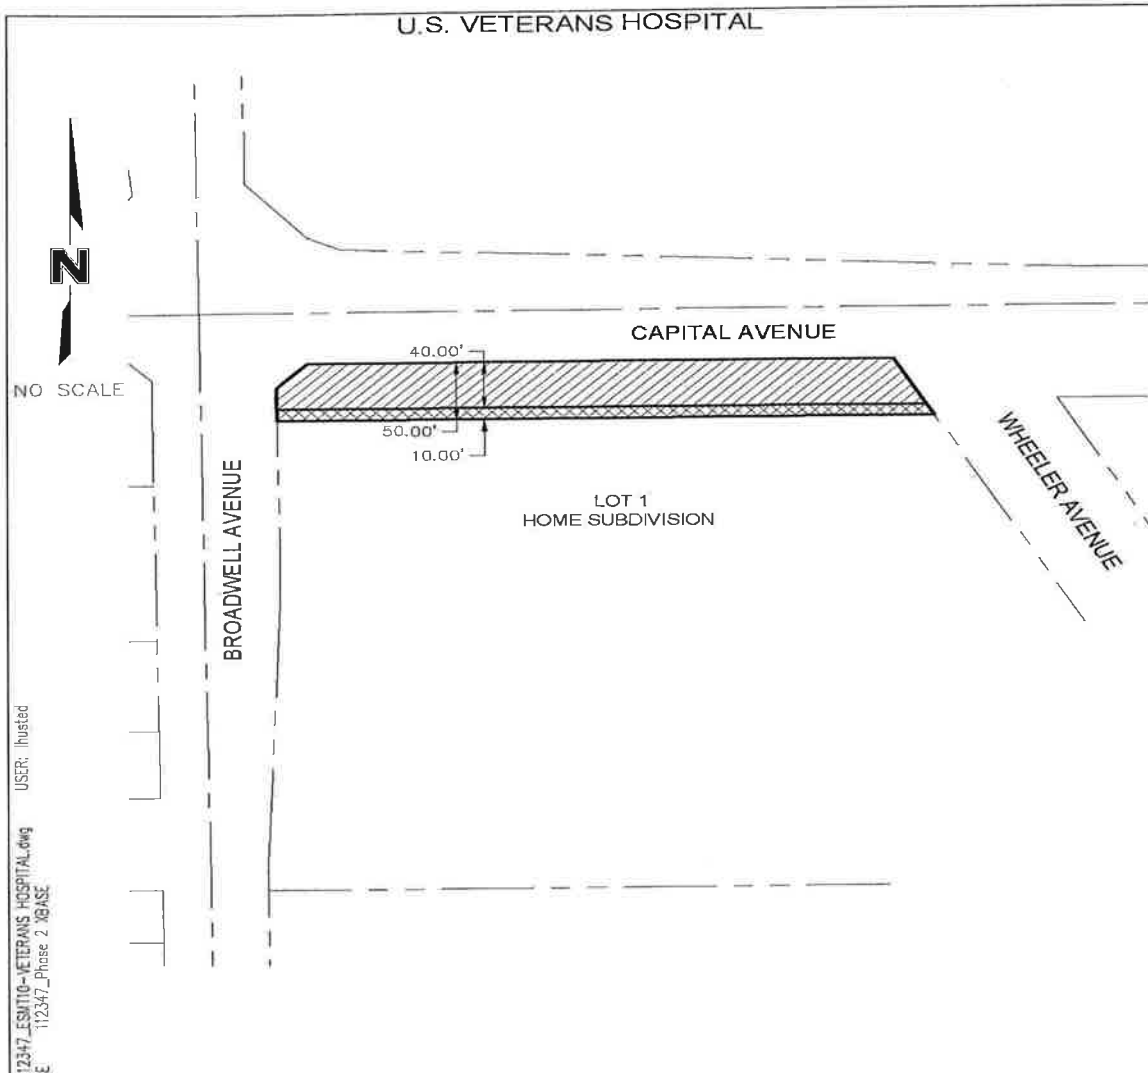 U.S. VETERANS HOSPITAL
N
NO SCALE
CAPITAL AVENUE
40.00'
50.00'
10.00'
LOT 1
HOME SUBDIVISION
WHEELER AVENUE
BROADWELL AVENUE
12347_ESMT10-VETERANS HOSPITAL.dwg USER: lhusted
E 112347_Phase 2 XBASE